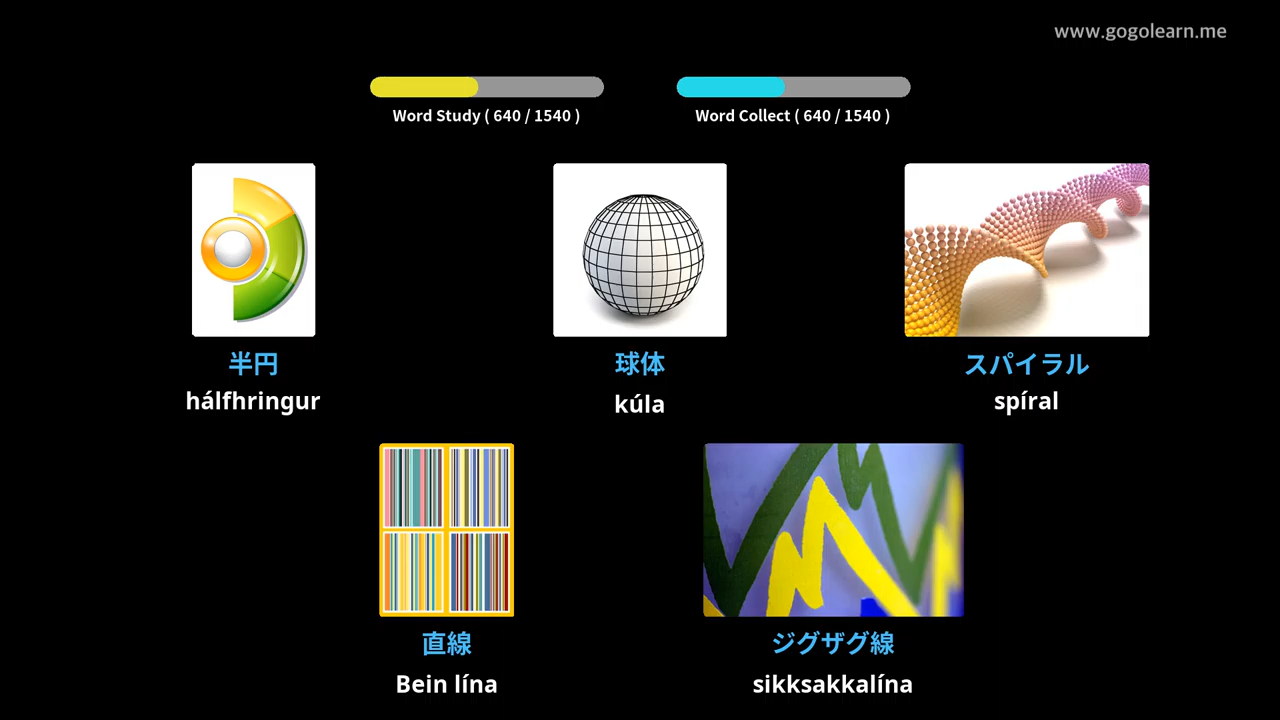 www.gogolearn.me
Word Study ( 640 / 1540 )
Word Collect ( 640 / 1540 )
半円
hálfhringur
球体
kúla
スパイラル
spíral
直線
Bein lína
ジグザグ線
sikksakkalína